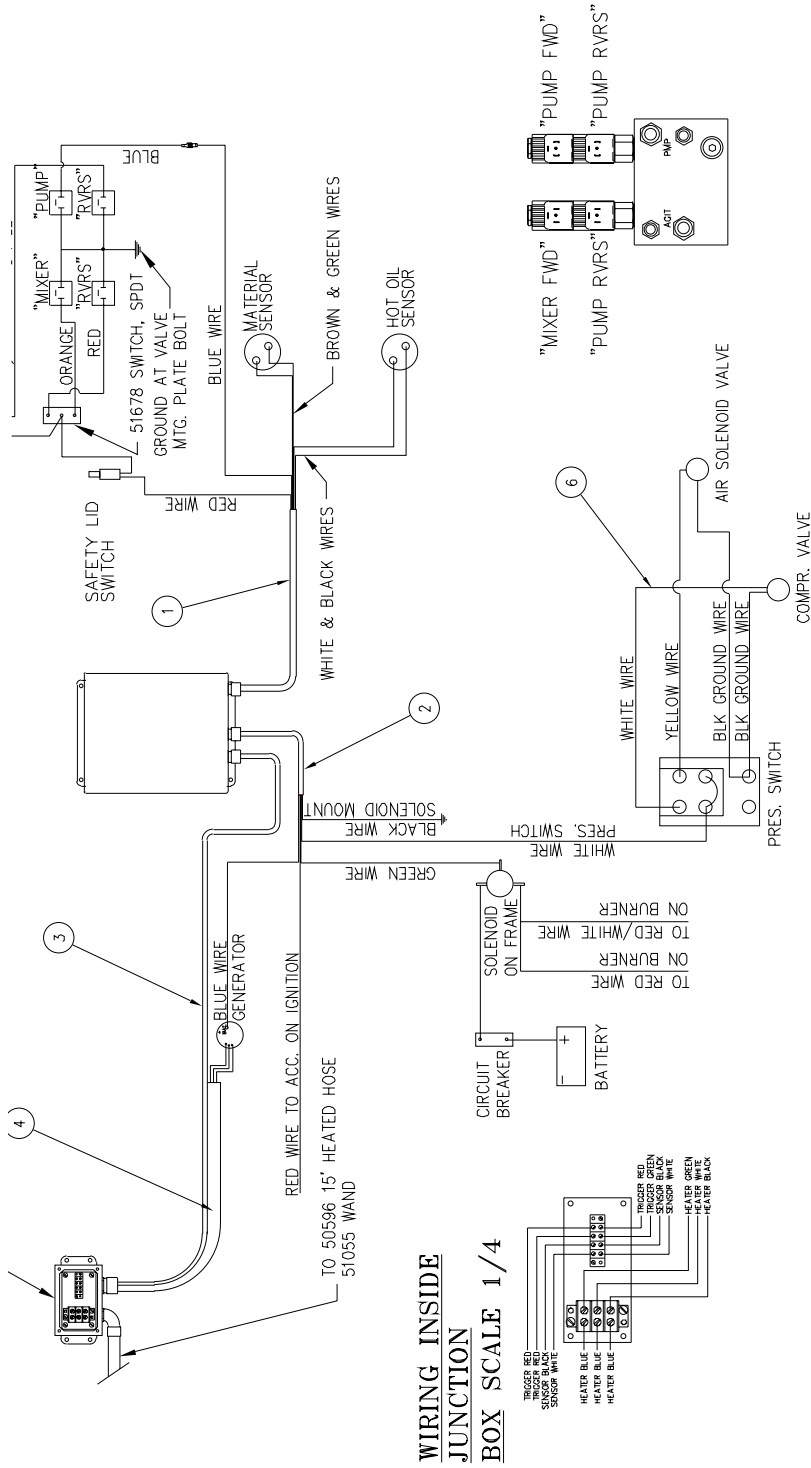 "MIXER"
"PUMP"
"RVRS"
"RVRS"
ORANGE
RED
BLUE
51678 SWITCH, SPDT
GROUND AT VALVE
MTG. PLATE BOLT
SAFETY LID
SWITCH
RED WIRE
BLUE WIRE
MATERIAL
SENSOR
BROWN & GREEN WIRES
HOT OIL
SENSOR
WHITE & BLACK WIRES
1
2
3
4
6
"MIXER FWD"
"PUMP FWD"
"PUMP RVRS"
"PUMP RVRS"
AGIT
PMP
BLUE WIRE
GENERATOR
RED WIRE TO ACC. ON IGNITION
TO 50596 15' HEATED HOSE
51055 WAND
BLACK WIRE
SOLENOID MOUNT
WHITE WIRE
PRES. SWITCH
GREEN WIRE
SOLENOID
ON FRAME
TO RED/WHITE WIRE
ON BURNER
TO RED WIRE
ON BURNER
CIRCUIT
BREAKER
+
-
BATTERY
WHITE WIRE
YELLOW WIRE
BLK GROUND WIRE
BLK GROUND WIRE
PRES. SWITCH
AIR SOLENOID VALVE
COMPR. VALVE
WIRING INSIDE
JUNCTION
BOX SCALE 1/4
TRIGGER RED
TRIGGER RED
SENSOR BLACK
SENSOR WHITE
HEATER BLUE
HEATER BLUE
HEATER BLUE
TRIGGER RED
TRIGGER GREEN
SENSOR BLACK
SENSOR WHITE
HEATER GREEN
HEATER WHITE
HEATER BLACK